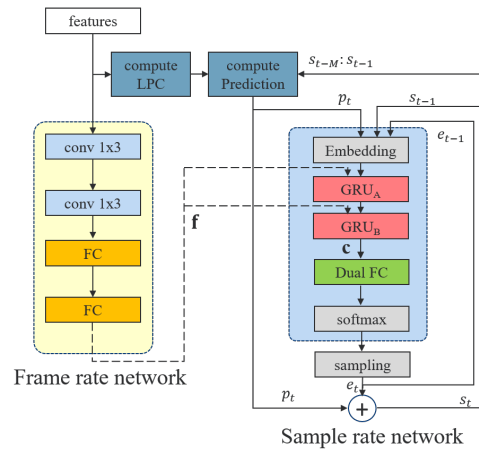 features
compute
LPC
compute
Prediction
s_{t-M}: s_{t-1}
p_t
s_{t-1}
e_{t-1}
conv 1x3
conv 1x3
FC
FC
f
Embedding
GRU_A
GRU_B
c
Dual FC
softmax
sampling
e_t
p_t
+
s_t
Frame rate network
Sample rate network